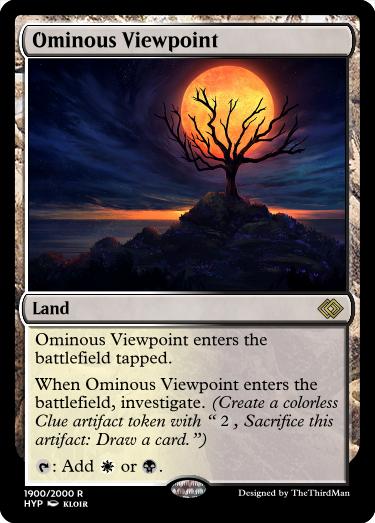 Ominous Viewpoint
Land
Ominous Viewpoint enters the
battlefield tapped.
When Ominous Viewpoint enters the
battlefield, investigate. (Create a colorless
Clue artifact token with “ 2 , Sacrifice this
artifact: Draw a card.”)
: Add or .
1900/2000 R
HYP KLOIR
Designed by TheThirdMan